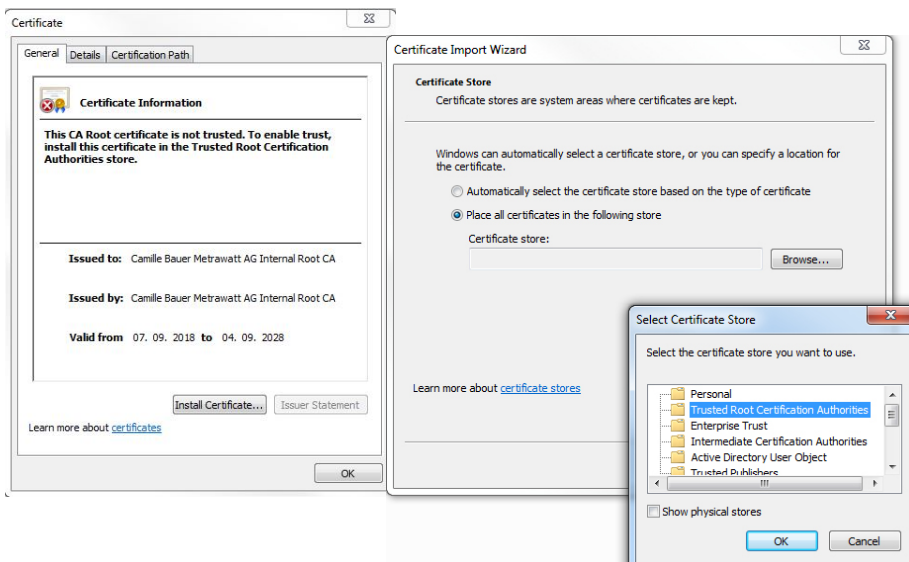 Certificate
General Details Certification Path
Certificate Information
This CA Root certificate is not trusted. To enable trust,
install this certificate in the Trusted Root Certification
Authorities store.
Issued to: Camille Bauer Metrawatt AG Internal Root CA
Issued by: Camille Bauer Metrawatt AG Internal Root CA
Valid from 07. 09. 2018 to 04. 09. 2028
Install Certificate... Issuer Statement
Learn more about certificates
OK
Certificate Import Wizard
Certificate Store
Certificate stores are system areas where certificates are kept.
Windows can automatically select a certificate store, or you can specify a location for
the certificate.
Automatically select the certificate store based on the type of certificate
Place all certificates in the following store
Certificate store:
Browse...
Learn more about certificate stores
Select Certificate Store
Select the certificate store you want to use.
Personal
Trusted Root Certification Authorities
Enterprise Trust
Intermediate Certification Authorities
Active Directory User Object
Trusted Publishers
Show physical stores
OK Cancel